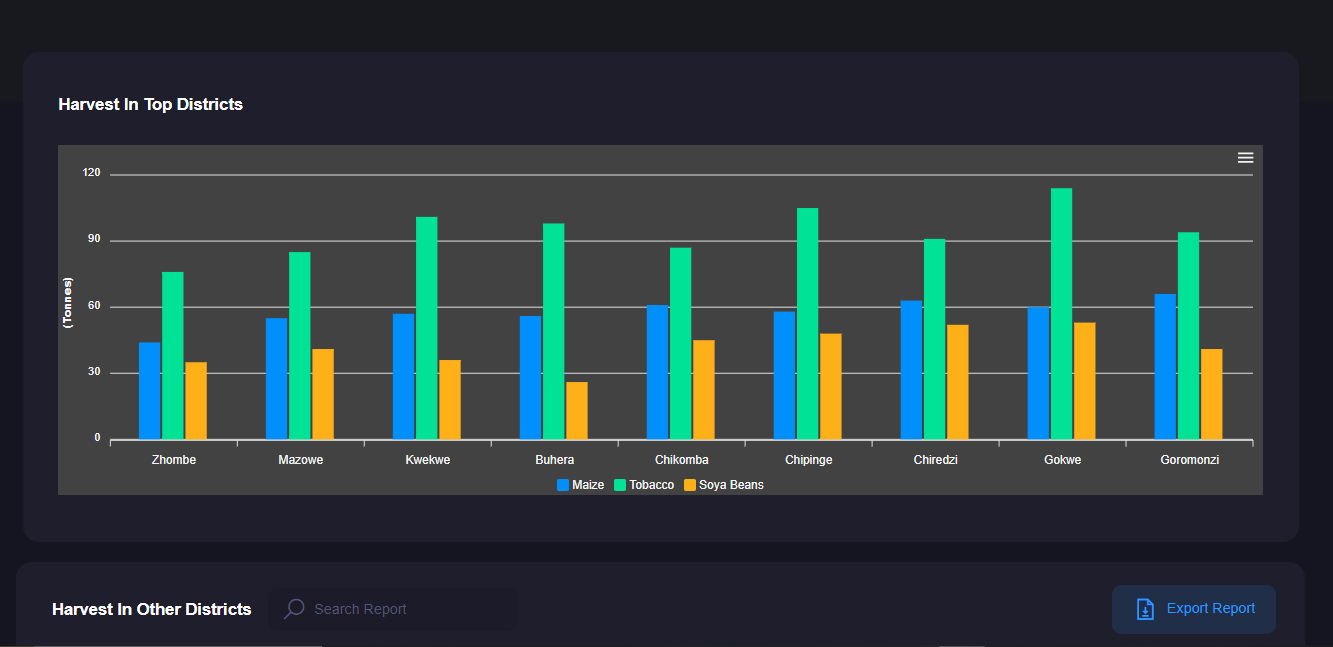 Harvest In Top Districts
120
90
60
30
0
(Tonnes)
Zhombe Mazowe Kwekwe Buhera Chikomba Chipinge Chiredzi Gokwe Goromonzi
Maize Tobacco Soya Beans
Harvest In Other Districts Search Report Export Report